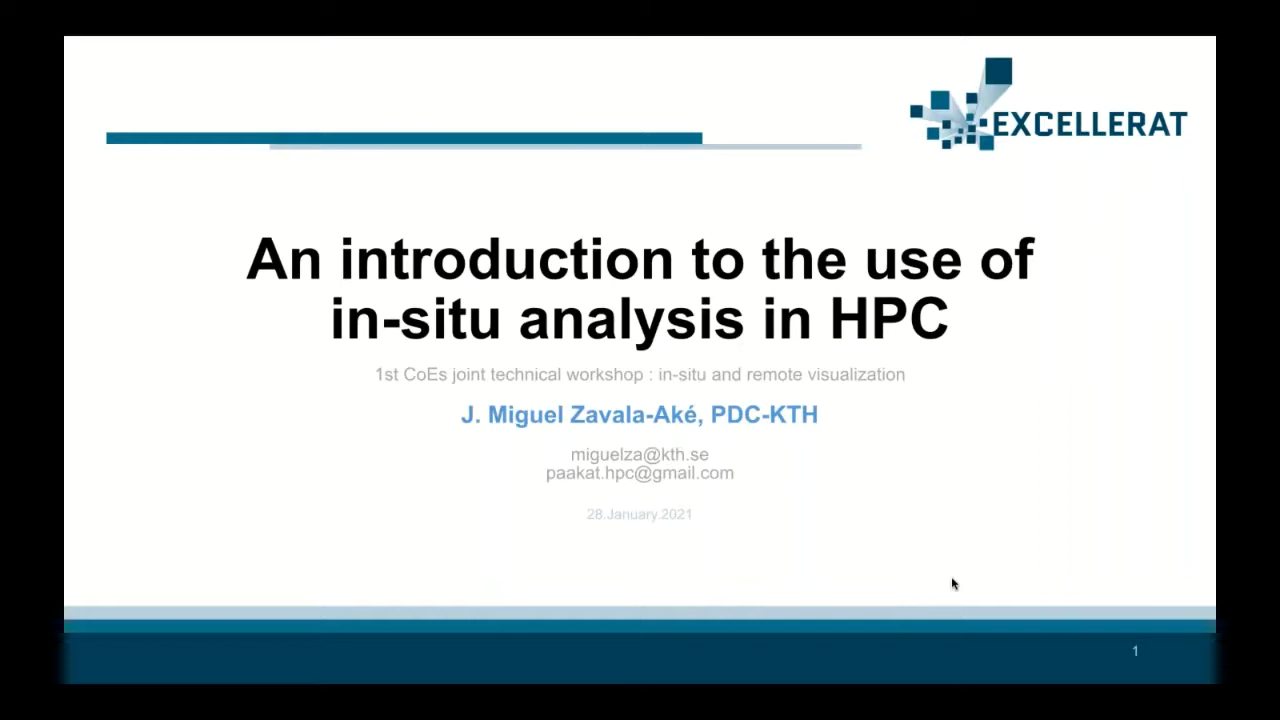 EXCELLERAT
An introduction to the use of
in-situ analysis in HPC
1st CoEs joint technical workshop : in-situ and remote visualization
J. Miguel Zavala-Aké, PDC-KTH
miguelza@kth.se
paakat.hpc@gmail.com
28.January.2021
1